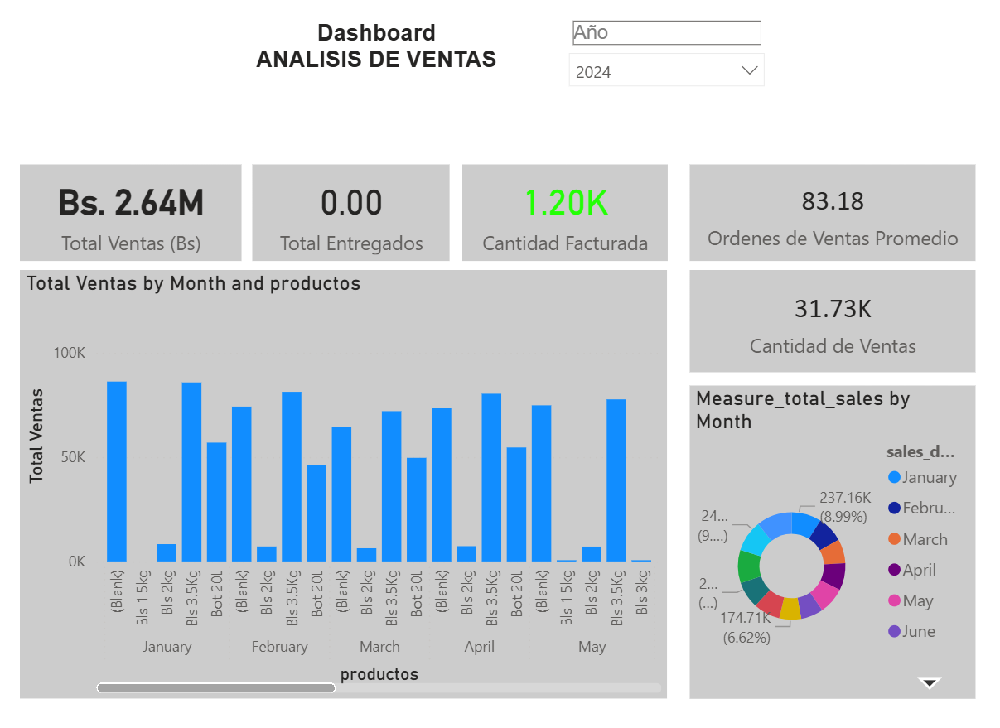 Dashboard
ANALISIS DE VENTAS
Año
2024
Bs. 2.64M
Total Ventas (Bs)
0.00
Total Entregados
1.20K
Cantidad Facturada
83.18
Ordenes de Ventas Promedio
31.73K
Cantidad de Ventas
Total Ventas by Month and productos
Total Ventas
100K
50K
0K
(Blank)
Bls 1.5kg
Bls 2kg
Bls 3.5Kg
Bot 20L
(Blank)
Bls 2kg
Bls 3.5Kg
Bot 20L
(Blank)
Bls 2kg
Bls 3.5Kg
Bot 20L
(Blank)
Bls 2kg
Bls 3.5Kg
Bot 20L
(Blank)
Bls 1.5kg
Bls 2kg
Bls 3.5Kg
Bls 3kg
January
February
March
April
May
productos
Measure_total_sales by
Month
sales_d...
January
Febru...
March
April
May
June
237.16K
(8.99%)
24...
(9....)
2...
(...)
174.71K
(6.62%)